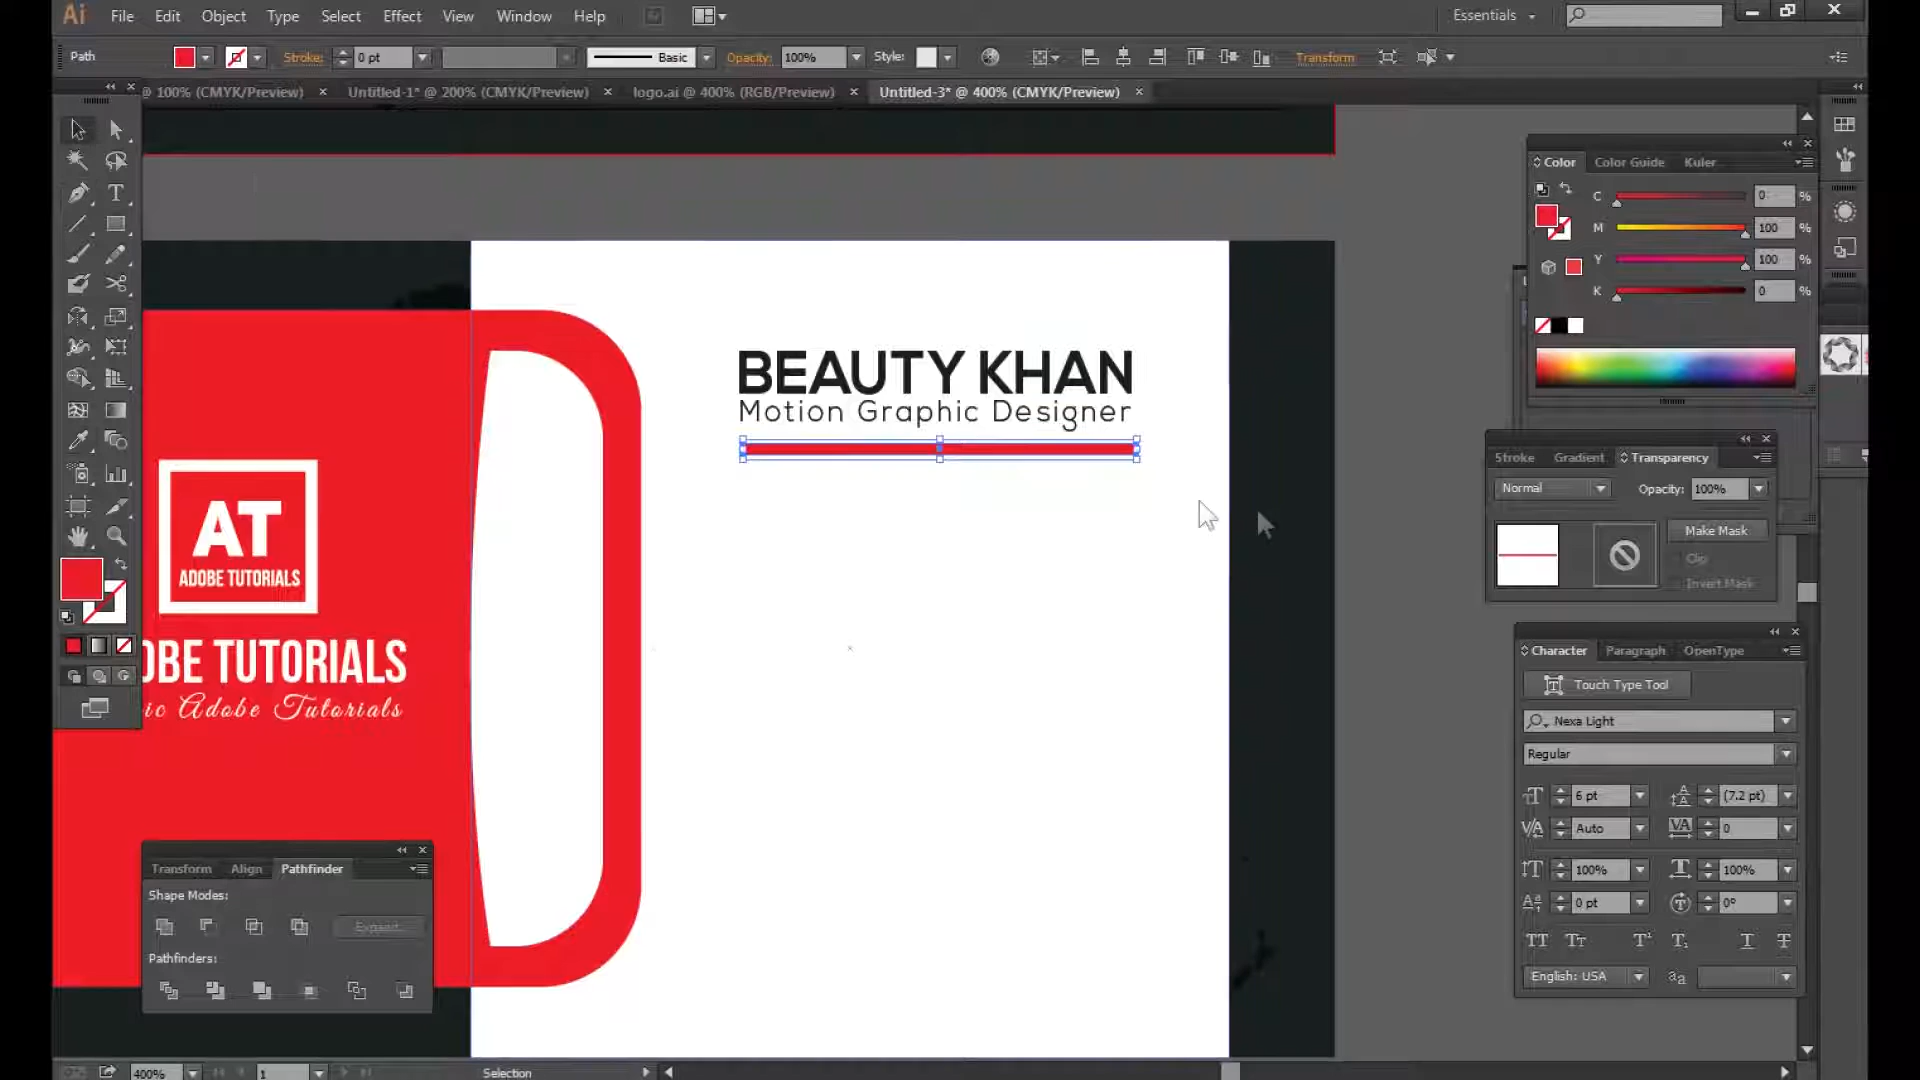 Ai File Edit Object Type Select Effect View Window Help Essentials
Path Stroke: 0 pt Basic Opacity: 100% Style: Transform
@ 100% (CMYK/Preview) × Untitled-1* @ 200% (CMYK/Preview) × logo.ai @ 400% (RGB/Preview) × Untitled-3* @ 400% (CMYK/Preview) ×
Color Color Guide Kuler
C 0 %
M 100 %
Y 100 %
K 0 %
BEAUTY KHAN
Motion Graphic Designer
Stroke Gradient Transparency
Normal Opacity: 100%
Make Mask
Clip
Invert Mask
AT
ADOBE TUTORIALS
OBE TUTORIALS
ic Adobe Tutorials
Character Paragraph OpenType
Touch Type Tool
Nexa Light
Regular
6 pt (7.2 pt)
Auto 0
100% 100%
0 pt 0°
English: USA
Transform Align Pathfinder
Shape Modes:
Expand
Pathfinders:
400% 1 Selection